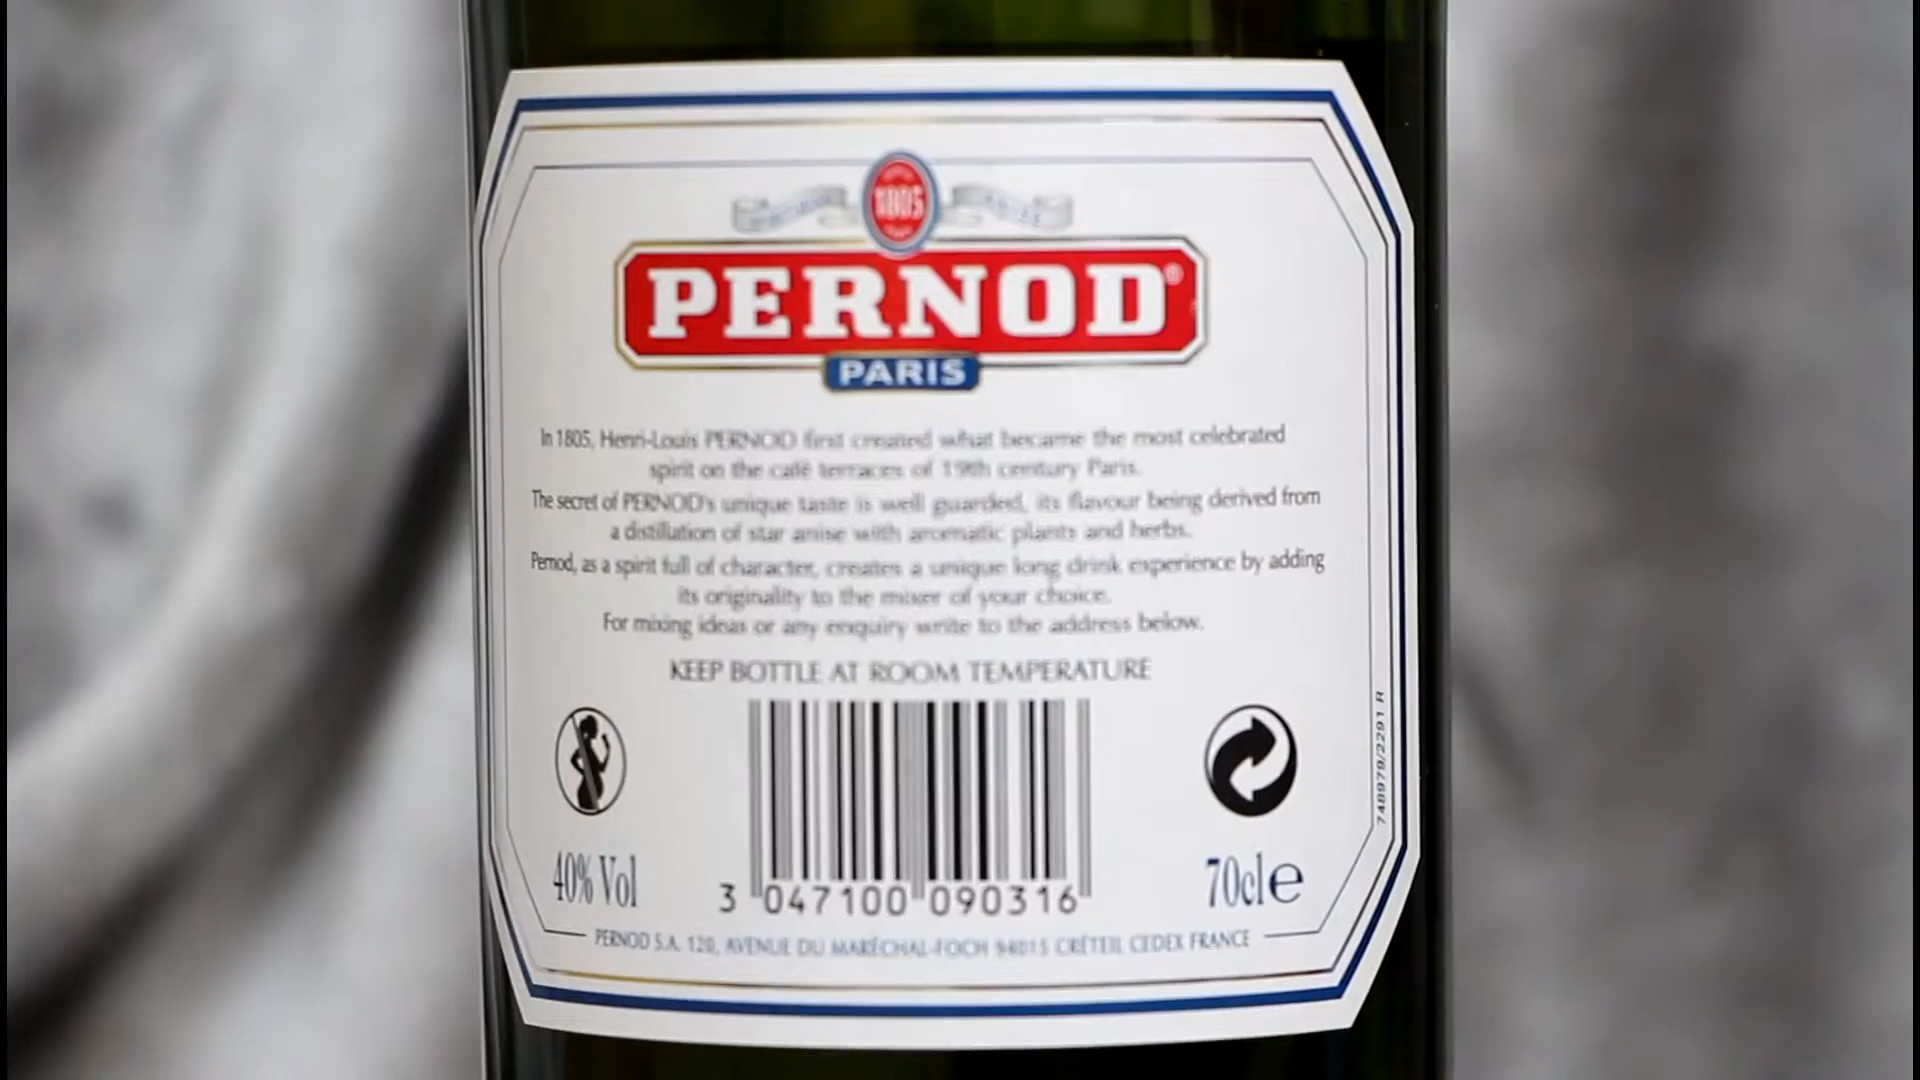 1805
PERNOD®
PARIS
In 1805, Henri-Louis PERNOD first created what became the most celebrated
spirit on the café terraces of 19th century Paris.
The secret of PERNOD's unique taste is well guarded, its flavour being derived from
a distillation of star anise with aromatic plants and herbs.
Pernod, as a spirit full of character, creates a unique long drink experience by adding
its originality to the mixer of your choice.
For mixing ideas or any enquiry write to the address below.
KEEP BOTTLE AT ROOM TEMPERATURE
748979/2291 R
40% Vol
3 047100 090316
70cl e
PERNOD S.A. 120, AVENUE DU MARÉCHAL-FOCH 94015 CRÉTEIL CEDEX FRANCE